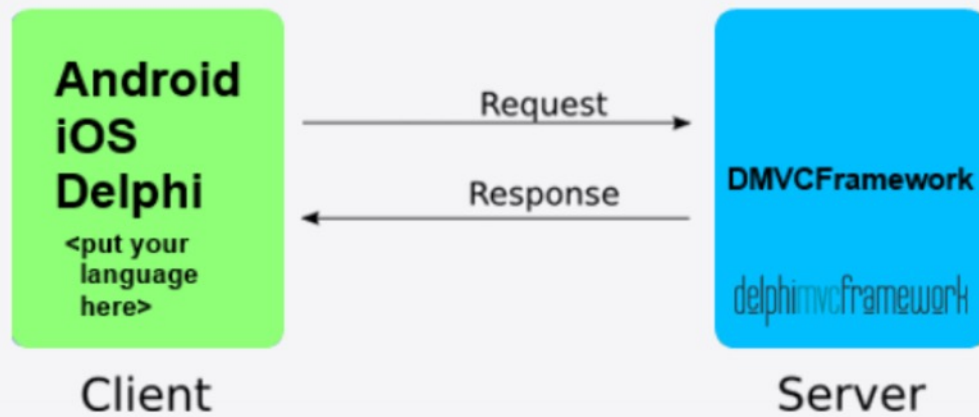 Android
iOS
Delphi
<put your
language
here>
Client
Request
Response
DMVCFramework
delphimvcframework
Server